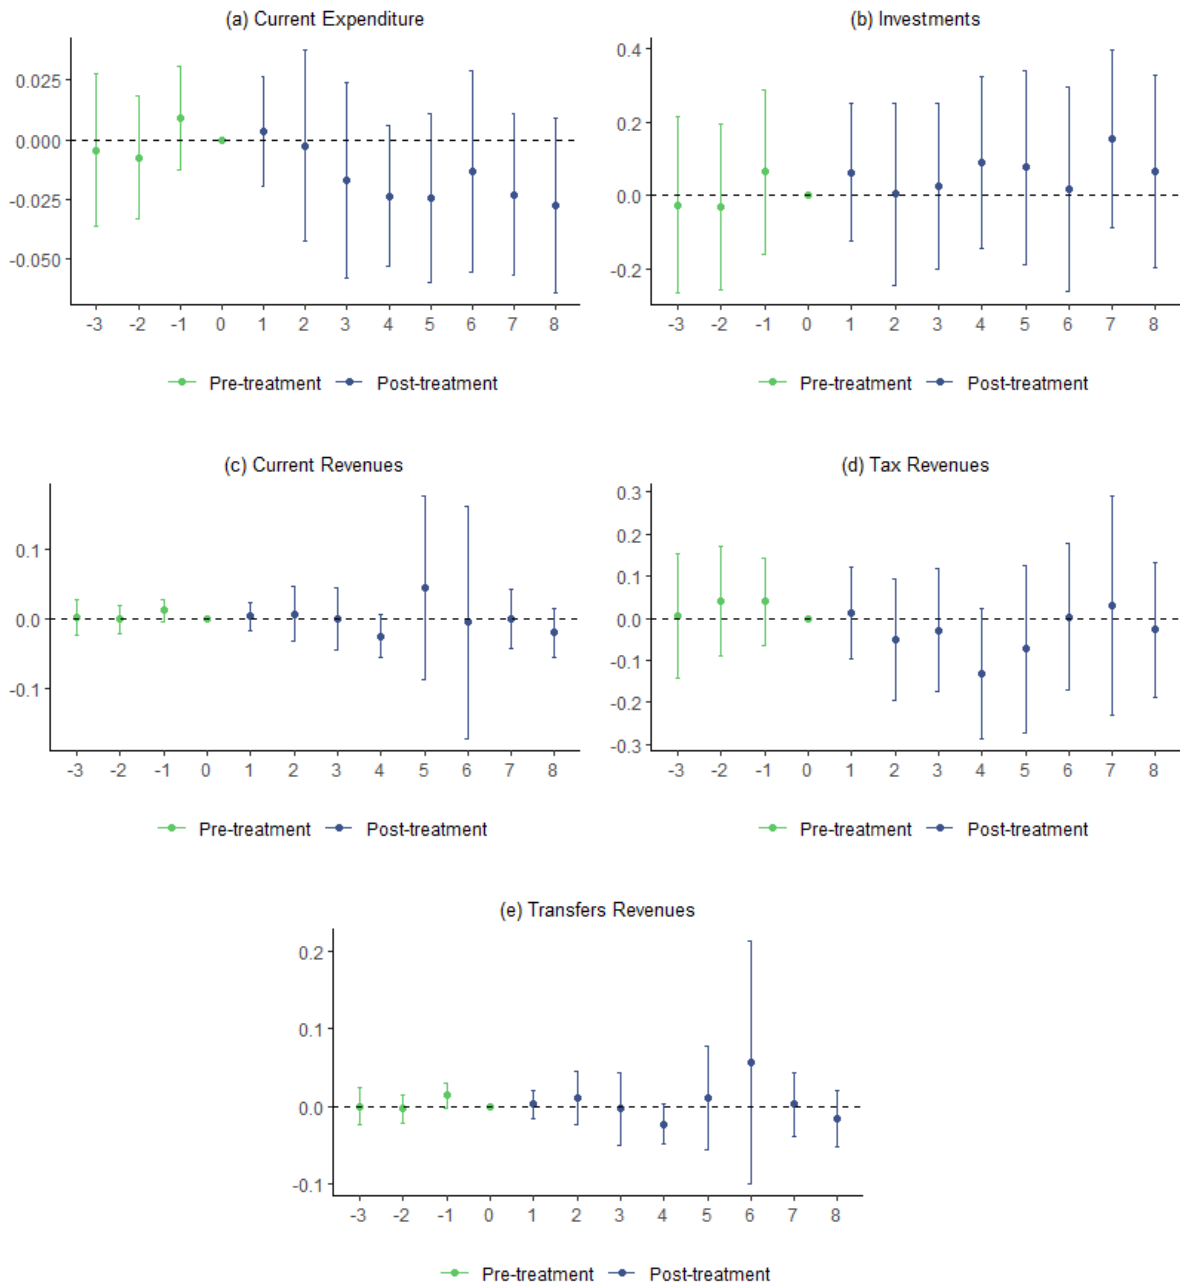 (a) Current Expenditure
0.025
0.000
-0.025
-0.050
-3 -2 -1 0 1 2 3 4 5 6 7 8
Pre-treatment Post-treatment
(b) Investments
0.4
0.2
0.0
-0.2
-3 -2 -1 0 1 2 3 4 5 6 7 8
Pre-treatment Post-treatment
(c) Current Revenues
0.1
0.0
-0.1
-3 -2 -1 0 1 2 3 4 5 6 7 8
Pre-treatment Post-treatment
(d) Tax Revenues
0.3
0.2
0.1
0.0
-0.1
-0.2
-0.3
-3 -2 -1 0 1 2 3 4 5 6 7 8
Pre-treatment Post-treatment
(e) Transfers Revenues
0.2
0.1
0.0
-0.1
-3 -2 -1 0 1 2 3 4 5 6 7 8
Pre-treatment Post-treatment